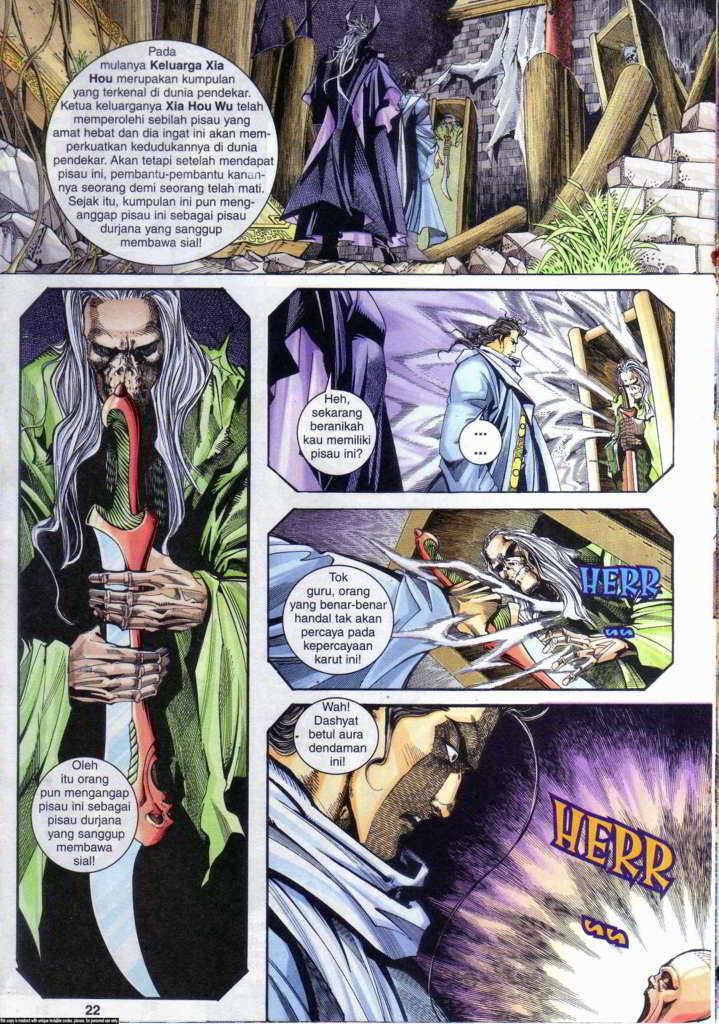 Pada
mulanya Keluarga Xia
Hou merupakan kumpulan
yang terkenal di dunia pendekar.
Ketua keluarganya Xia Hou Wu telah
memperolehi sebilah pisau yang
amat hebat dan dia ingat ini akan mem-
perkuatkan kedudukannya di dunia
pendekar. Akan tetapi setelah mendapat
pisau ini, pembantu-pembantu kanan-
nya seorang demi seorang telah mati.
Sejak itu, kumpulan ini pun meng-
anggap pisau ini sebagai pisau
durjana yang sanggup
membawa sial!
Oleh
itu orang
pun mengangap
pisau ini sebagai
pisau durjana
yang sanggup
membawa
sial!
Heh,
sekarang
beranikah
kau memiliki
pisau ini?
...
...
Tok
guru, orang
yang benar-benar
handal tak akan
percaya pada
kepercayaan
karut ini!
HERR
SS
Wah!
Dashyat
betul aura
dendaman
ini!
HERR
SS
22